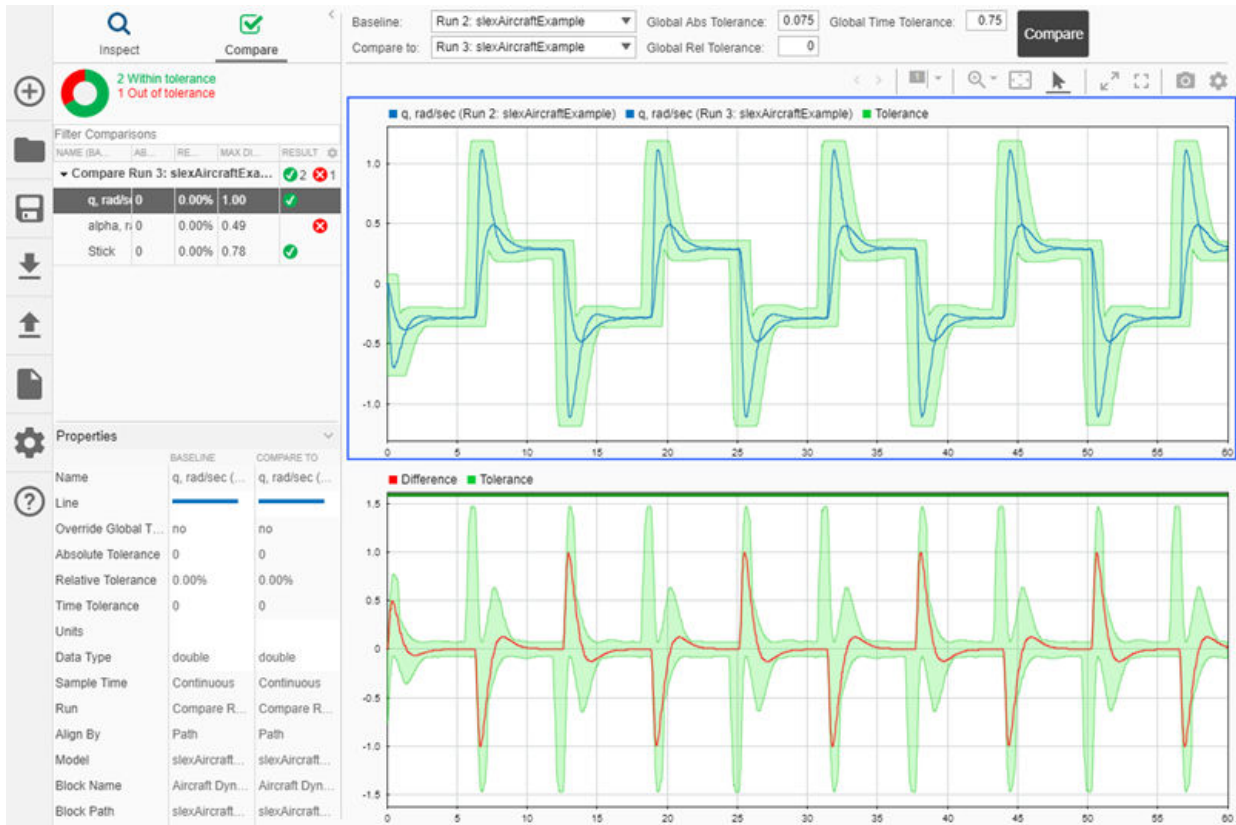 Inspect
Compare
Baseline: Run 2: slexAircraftExample Global Abs Tolerance: 0.075 Global Time Tolerance: 0.75
Compare to: Run 3: slexAircraftExample Global Rel Tolerance: 0
Compare
2 Within tolerance
1 Out of tolerance
Filter Comparisons
NAME (BA... AB... RE... MAX DI... RESULT
Compare Run 3: slexAircraftExa... 2 1
q, rad/s 0 0.00% 1.00
alpha, r 0 0.00% 0.49
Stick 0 0.00% 0.78
Properties
BASELINE COMPARE TO
Name q, rad/sec (... q, rad/sec (...
Line
Override Global T... no no
Absolute Tolerance 0 0
Relative Tolerance 0.00% 0.00%
Time Tolerance 0 0
Units
Data Type double double
Sample Time Continuous Continuous
Run Compare R... Compare R...
Align By Path Path
Model slexAircraft... slexAircraft...
Block Name Aircraft Dyn... Aircraft Dyn...
Block Path slexAircraft... slexAircraft...
1
q, rad/sec (Run 2: slexAircraftExample) q, rad/sec (Run 3: slexAircraftExample) Tolerance
1.0
0.5
0
-0.5
-1.0
0 5 10 15 20 25 30 35 40 45 50 55 60
Difference Tolerance
1.5
1.0
0.5
0
-0.5
-1.0
-1.5
0 5 10 15 20 25 30 35 40 45 50 55 60